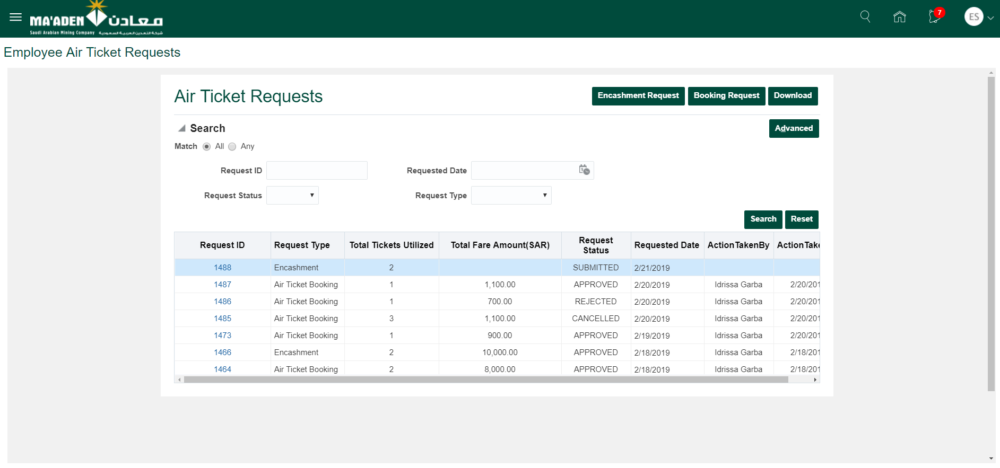 MA'ADEN معادن
Saudi Arabian Mining Company شركة التعدين العربية السعودية
7
ES
Employee Air Ticket Requests
Air Ticket Requests
Encashment Request Booking Request Download
Search
Advanced
Match All Any
Request ID Requested Date
Request Status Request Type
Search Reset
Request ID Request Type Total Tickets Utilized Total Fare Amount(SAR) Request Status Requested Date ActionTakenBy ActionTake
1488 Encashment 2 SUBMITTED 2/21/2019
1487 Air Ticket Booking 1 1,100.00 APPROVED 2/20/2019 Idrissa Garba 2/20/201
1486 Air Ticket Booking 1 700.00 REJECTED 2/20/2019 Idrissa Garba 2/20/201
1485 Air Ticket Booking 3 1,100.00 CANCELLED 2/20/2019 Idrissa Garba 2/20/201
1473 Air Ticket Booking 1 900.00 APPROVED 2/19/2019 Idrissa Garba 2/20/201
1466 Encashment 2 10,000.00 APPROVED 2/18/2019 Idrissa Garba 2/18/201
1464 Air Ticket Booking 2 8,000.00 APPROVED 2/18/2019 Idrissa Garba 2/18/201